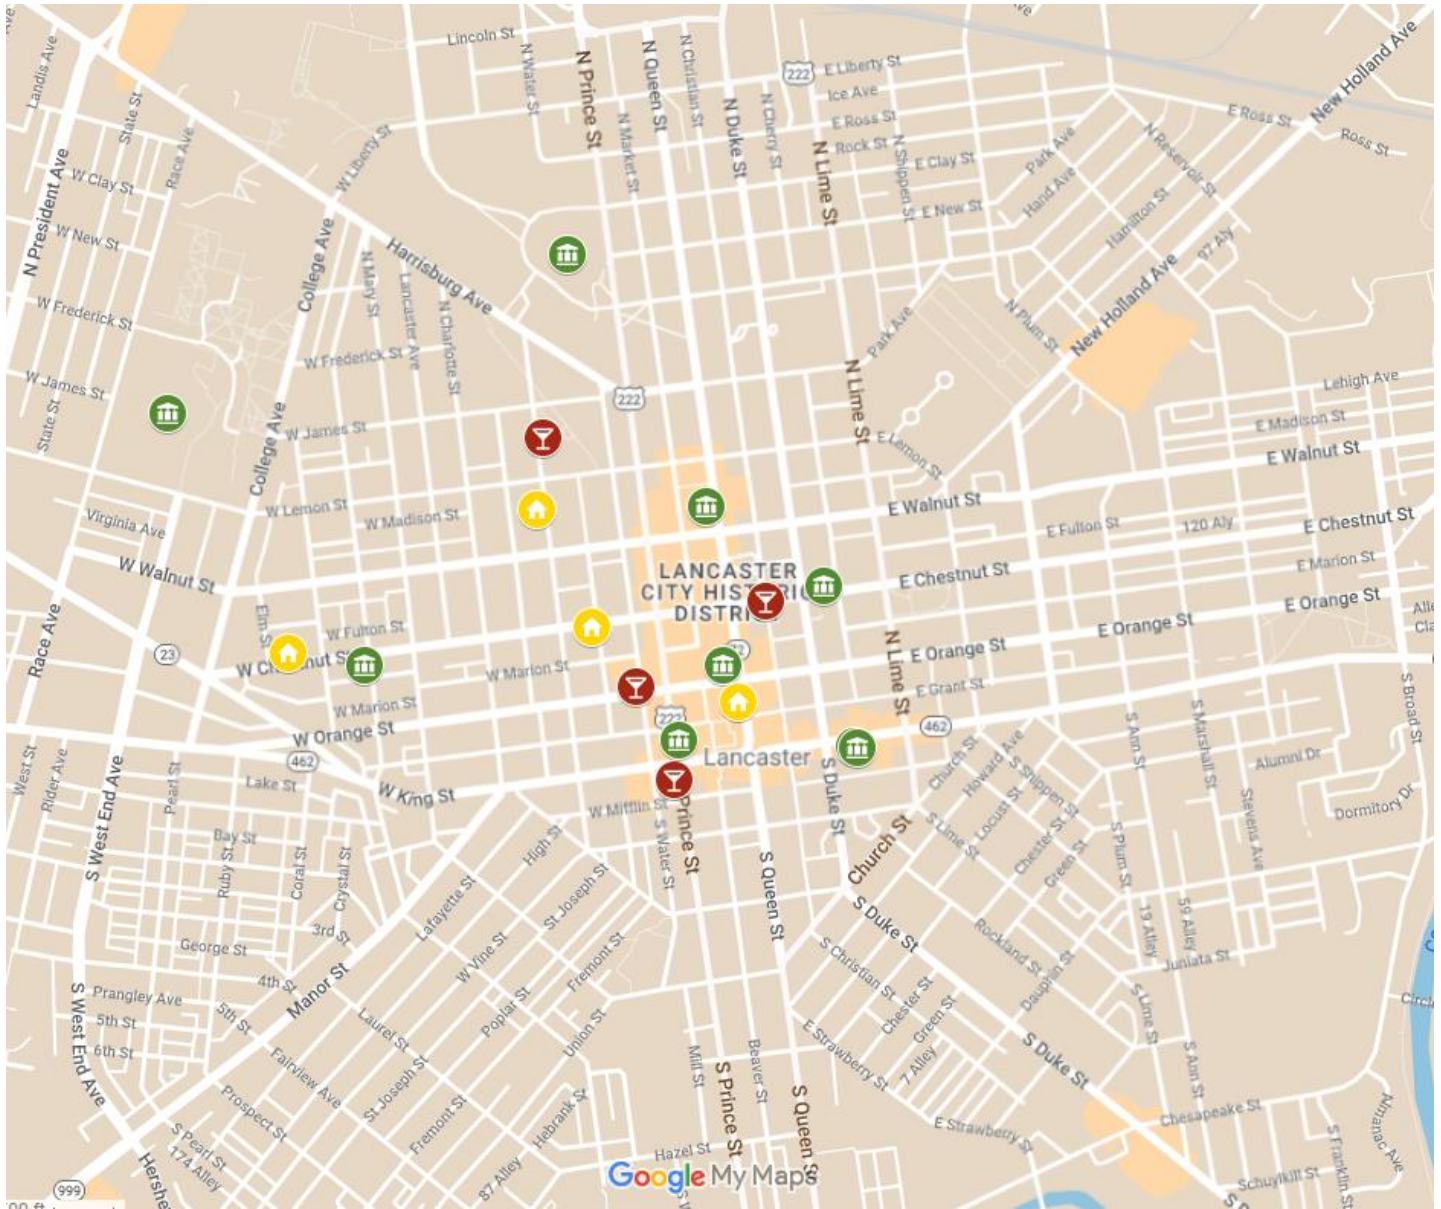 Lincoln St
N Water St
N Prince St
N Queen St
N Christian St
222
E Liberty St
Ice Ave
E Ross St
Rock St
N Shippen St
E Clay St
E New St
N Cherry St
N Duke St
N Lime St
N Market St
Landis Ave
State St
Race Ave
W Liberty St
N President Ave
W Clay St
W New St
W Frederick St
W James St
State St
College Ave
Harrisburg Ave
N Mary St
Lancaster Ave
N Charlotte St
W Frederick St
New Holland Ave
E Ross St
Ross St
Park Ave
Hand Ave
N Reservoir St
Hamilton St
97 Aly
New Holland Ave
N Plum St
Park Ave
222
N Lime St
Lehigh Ave
E Madison St
E Walnut St
College Ave
W James St
E Lemon St
W Lemon St
W Madison St
Virginia Ave
E Walnut St
E Fulton St
120 Aly
E Chestnut St
E Marion St
W Walnut St
LANCASTER
CITY HISTORIC
DISTRICT
E Chestnut St
E Orange St
Elm St
W Fulton St
Race Ave
23
W Chestnut St
W Marion St
E Orange St
E Orange St
E Grant St
N Lime St
W Marion St
W Orange St
462
222
Lancaster
462
S Broad St
S Ann St
S Marshall St
Alumni Dr
West St
Rider Ave
S West End Ave
Pearl St
Lake St
W King St
W Mifflin St
Prince St
S Water St
S Duke St
Church St
Howard Ave
S Shippen St
Locust St
S Lime St
Chester St
Green St
S Plum St
Stevens Ave
Dormitory Dr
Bay St
Ruby St
Coral St
Crystal St
High St
Church St
Lafayette St
St Joseph St
S Queen St
3rd St
George St
W Vine St
Fremont St
S Duke St
Rockland St
19 Alley
59 Alley
Juniata St
4th St
Manor St
S Christian St
Chester St
Green St
Dauphin St
S Lime St
Prangley Ave
5th St
6th St
5th St
Laurel St
Poplar St
Union St
S West End Ave
Fairview Ave
St Joseph St
E Strawberry St
7 Alley
S Duke St
S Ann St
Mill St
Beaver St
S Prince St
S Queen St
Prospect St
Fremont St
Hebrank St
Chesapeake St
Almanac Ave
S Pearl St
174 Alley
E Strawberry St
S Franklin St
Hazel St
87 Alley
Schuylkill St
999
Google My Maps